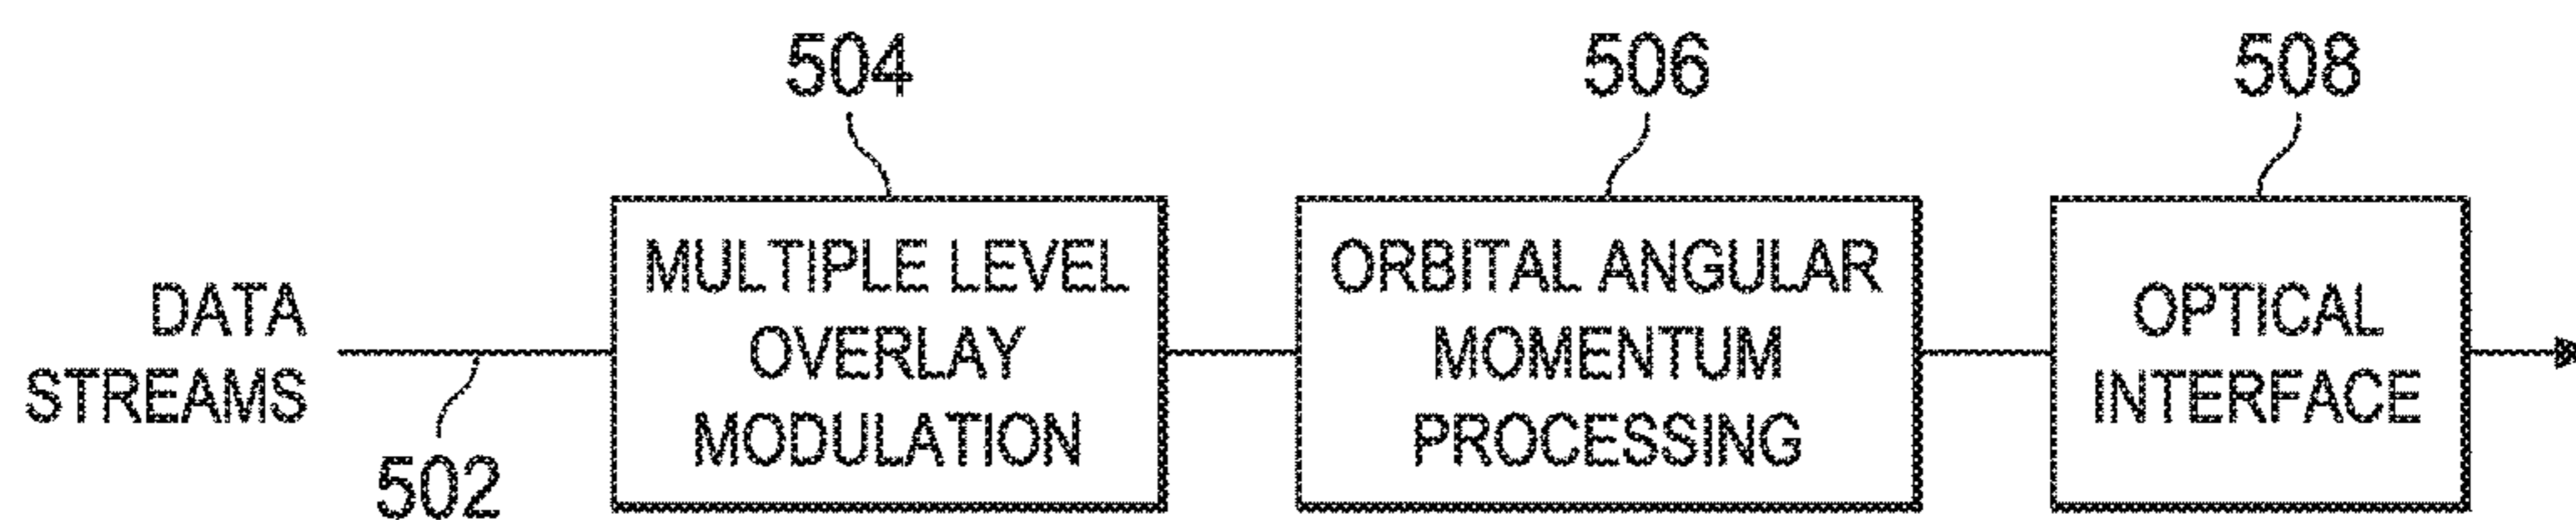 504
506
508
DATA
STREAMS
502
MULTIPLE LEVEL
OVERLAY
MODULATION
ORBITAL ANGULAR
MOMENTUM
PROCESSING
OPTICAL
INTERFACE